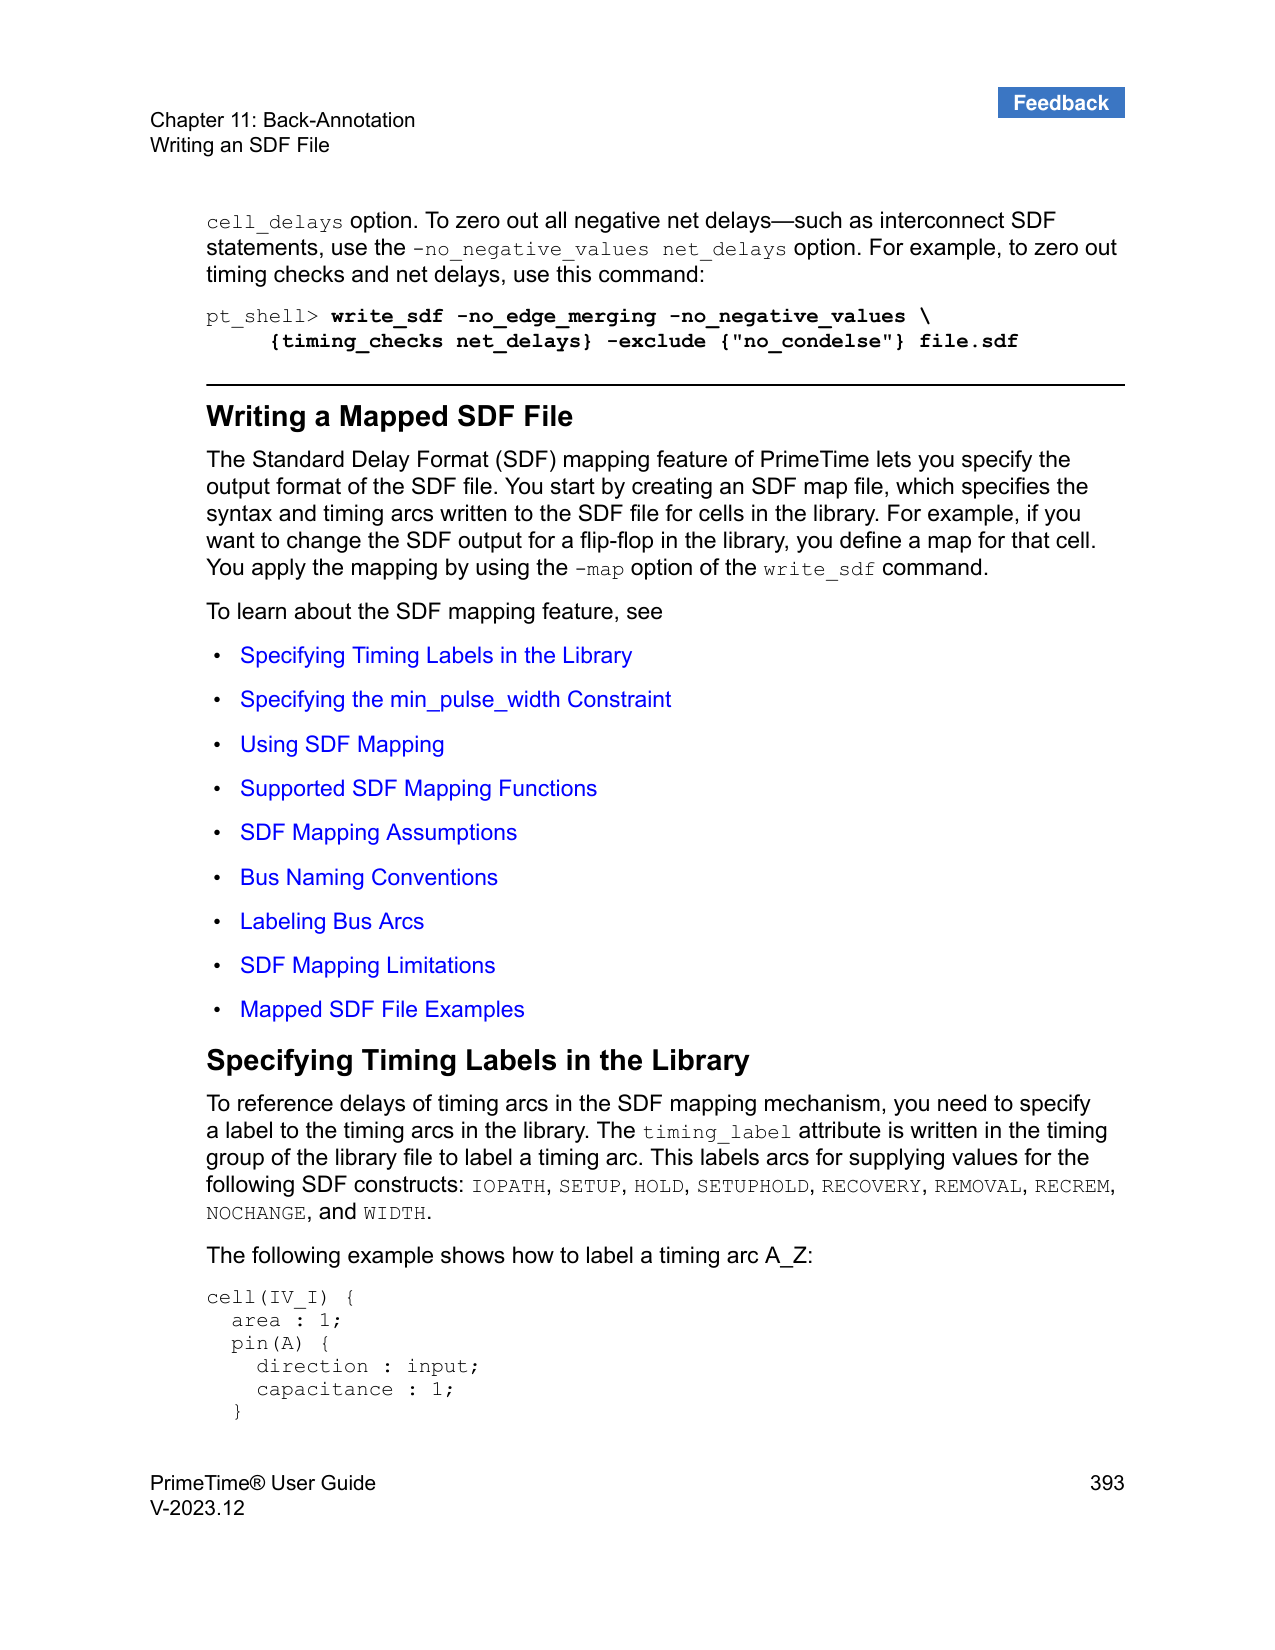 Feedback
Chapter 11: Back-Annotation
Writing an SDF File
cell_delays option. To zero out all negative net delays—such as interconnect SDF
statements, use the -no_negative_values net_delays option. For example, to zero out
timing checks and net delays, use this command:
pt_shell> write_sdf -no_edge_merging -no_negative_values \
{timing_checks net_delays} -exclude {"no_condelse"} file.sdf
Writing a Mapped SDF File
The Standard Delay Format (SDF) mapping feature of PrimeTime lets you specify the
output format of the SDF file. You start by creating an SDF map file, which specifies the
syntax and timing arcs written to the SDF file for cells in the library. For example, if you
want to change the SDF output for a flip-flop in the library, you define a map for that cell.
You apply the mapping by using the -map option of the write_sdf command.
To learn about the SDF mapping feature, see
• Specifying Timing Labels in the Library
• Specifying the min_pulse_width Constraint
• Using SDF Mapping
• Supported SDF Mapping Functions
• SDF Mapping Assumptions
• Bus Naming Conventions
• Labeling Bus Arcs
• SDF Mapping Limitations
• Mapped SDF File Examples
Specifying Timing Labels in the Library
To reference delays of timing arcs in the SDF mapping mechanism, you need to specify
a label to the timing arcs in the library. The timing_label attribute is written in the timing
group of the library file to label a timing arc. This labels arcs for supplying values for the
following SDF constructs: IOPATH, SETUP, HOLD, SETUPHOLD, RECOVERY, REMOVAL, RECREM,
NOCHANGE, and WIDTH.
The following example shows how to label a timing arc A_Z:
cell(IV_I) {
area : 1;
pin(A) {
direction : input;
capacitance : 1;
}
PrimeTime® User Guide
393
V-2023.12